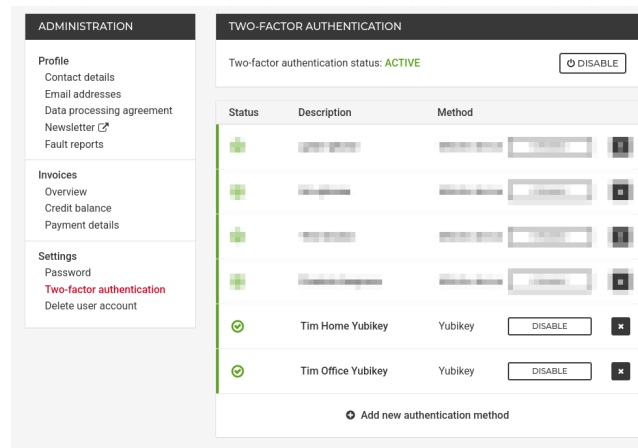 ADMINISTRATION
Profile
Contact details
Email addresses
Data processing agreement
Newsletter
Fault reports
Invoices
Overview
Credit balance
Payment details
Settings
Password
Two-factor authentication
Delete user account
TWO-FACTOR AUTHENTICATION
Two-factor authentication status: ACTIVE DISABLE
Status Description Method
Tim Home Yubikey Yubikey DISABLE
Tim Office Yubikey Yubikey DISABLE
Add new authentication method